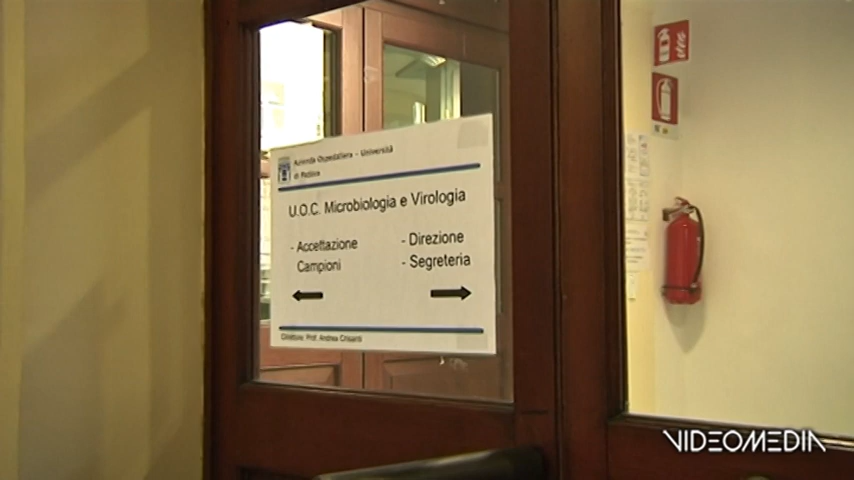 Azienda Ospedaliera - Università
di Padova
U.O.C. Microbiologia e Virologia
- Accettazione
Campioni
- Direzione
- Segreteria
Direttore: Prof. Andrea Crisanti
VIDEOMEDIA